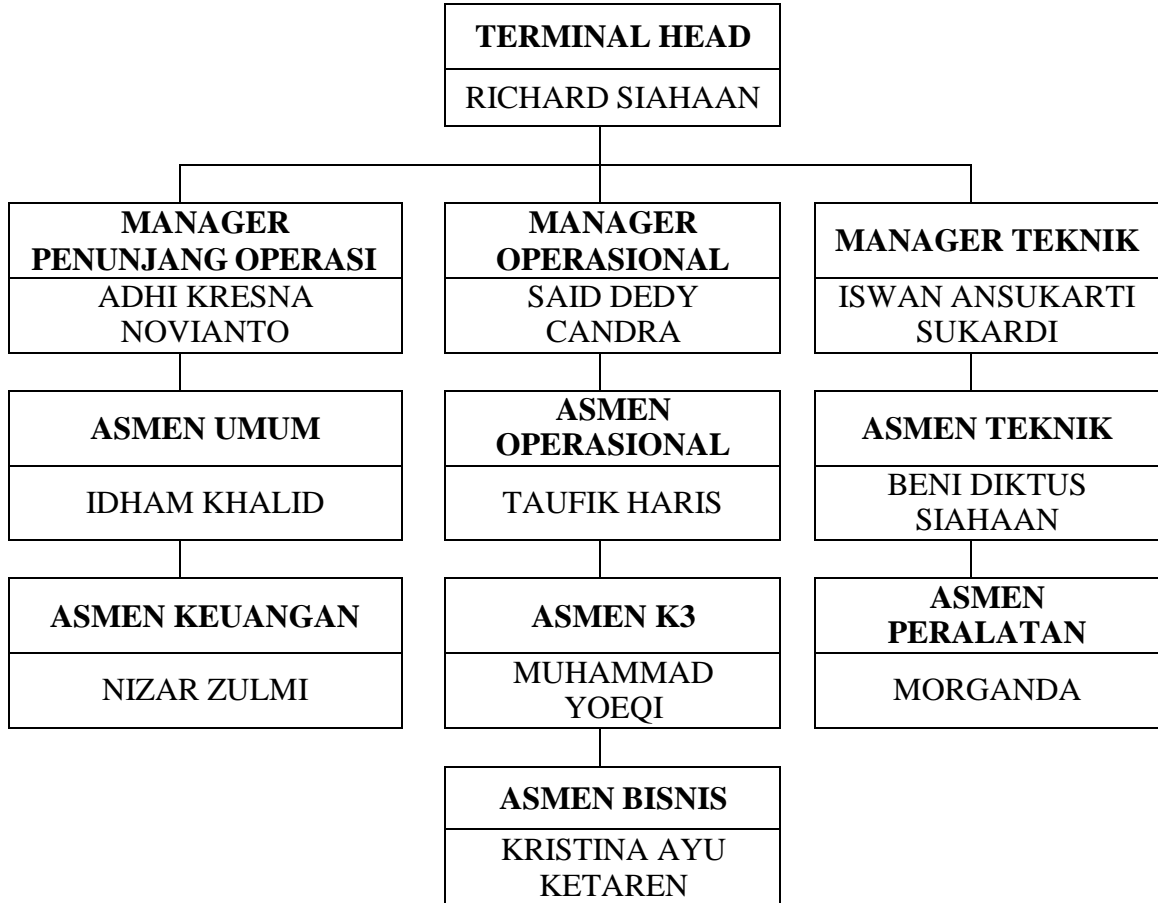 TERMINAL HEAD
RICHARD SIAHAAN
MANAGER
PENUNJANG OPERASI
ADHI KRESNA
NOVIANTO
MANAGER
OPERASIONAL
SAID DEDY
CANDRA
MANAGER TEKNIK
ISWAN ANSUKARTI
SUKARDI
ASMEN UMUM
IDHAM KHALID
ASMEN
OPERASIONAL
TAUFIK HARIS
ASMEN TEKNIK
BENI DIKTUS
SIAHAAN
ASMEN KEUANGAN
NIZAR ZULMI
ASMEN K3
MUHAMMAD
YOEQI
ASMEN
PERALATAN
MORGANDA
ASMEN BISNIS
KRISTINA AYU
KETAREN